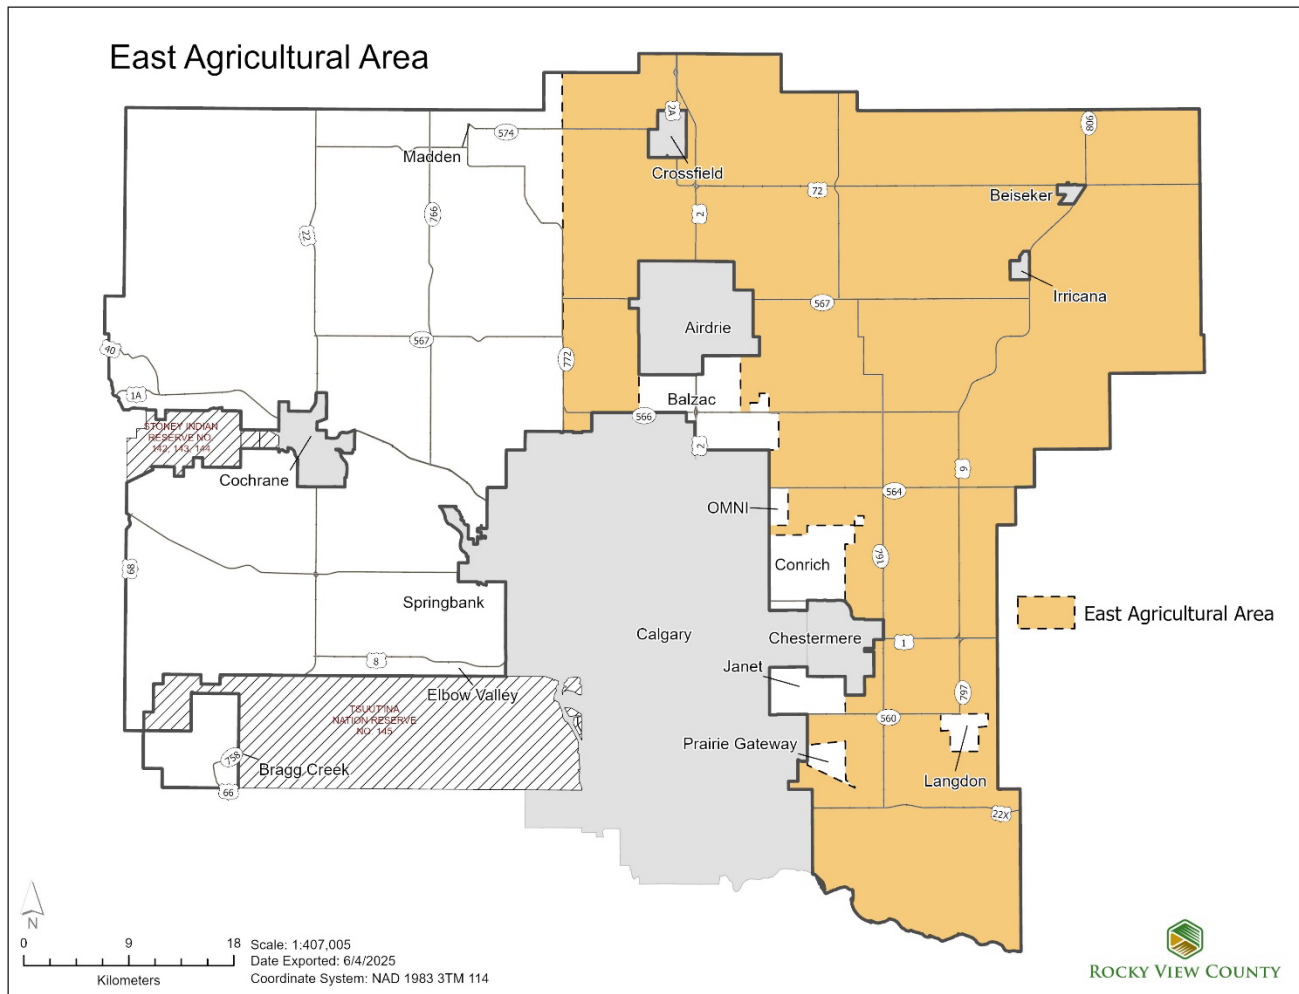 East Agricultural Area
2A
574
Madden
Crossfield
806
766
72
Beiseker
22
2
Irricana
567
Airdrie
567
40
772
1A
Balzac
566
STONEY INDIAN
RESERVE NO.
142, 143, 144
2
Cochrane
9
564
OMNI
791
Conrich
68
Springbank
East Agricultural Area
Calgary
Chestermere
1
8
Janet
Elbow Valley
797
TSUUT'INA
NATION RESERVE
NO. 145
560
Prairie Gateway
758
Bragg Creek
Langdon
66
22X
N
0 9 18
Kilometers
Scale: 1:407,005
Date Exported: 6/4/2025
Coordinate System: NAD 1983 3TM 114
ROCKY VIEW COUNTY